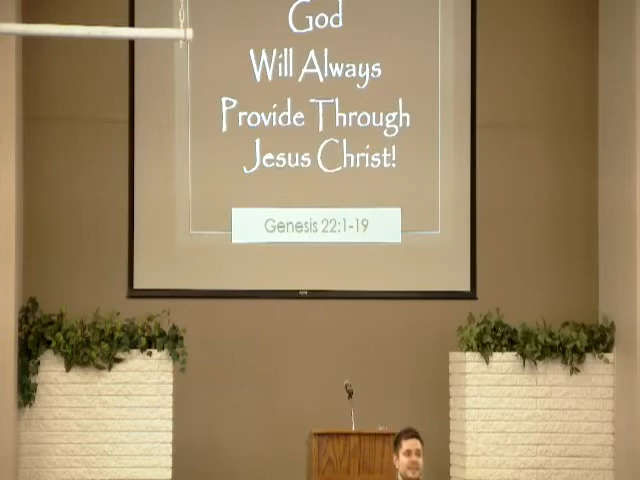 God
Will Always
Provide Through
Jesus Christ!
Genesis 22:1-19